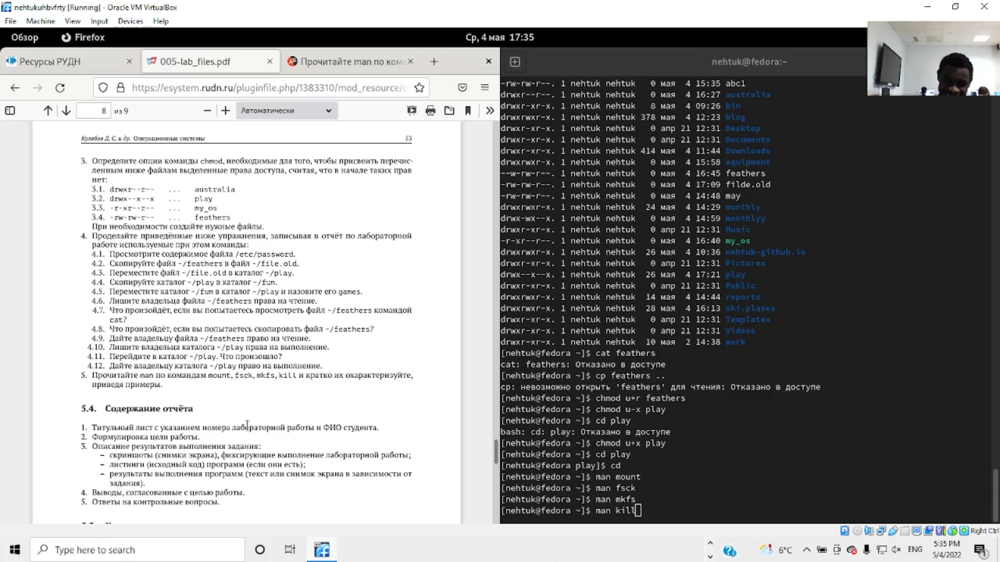 nehtukuhbvfrty [Running] - Oracle VM VirtualBox
File Machine View Input Devices Help
Обзор Firefox Ср, 4 мая 17:35
Ресурсы РУДН 005-lab_files.pdf Прочитайте man по кома
nehtuk@fedora:~
https://esystem.rudn.ru/pluginfile.php/1383310/mod_resource/c
8 из 9 Автоматически
Кулябов Д. С. и др. Операционные системы 53
3. Определите опции команды chmod, необходимые для того, чтобы присвоить перечис-
ленным ниже файлам выделенные права доступа, считая, что в начале таких прав
нет:
3.1. drwxr--r-- ... australia
3.2. drwx--x--x ... play
3.3. -r-xr--r-- ... my_os
3.4. -rw-rw-r-- ... feathers
При необходимости создайте нужные файлы.
4. Проделайте приведённые ниже упражнения, записывая в отчёт по лабораторной
работе используемые при этом команды:
4.1. Просмотрите содержимое файла /etc/password.
4.2. Скопируйте файл ~/feathers в файл ~/file.old.
4.3. Переместите файл ~/file.old в каталог ~/play.
4.4. Скопируйте каталог ~/play в каталог ~/fun.
4.5. Переместите каталог ~/fun в каталог ~/play и назовите его games.
4.6. Лишите владельца файла ~/feathers права на чтение.
4.7. Что произойдёт, если вы попытаетесь просмотреть файл ~/feathers командой
cat?
4.8. Что произойдёт, если вы попытаетесь скопировать файл ~/feathers?
4.9. Дайте владельцу файла ~/feathers право на чтение.
4.10. Лишите владельца каталога ~/play права на выполнение.
4.11. Перейдите в каталог ~/play. Что произошло?
4.12. Дайте владельцу каталога ~/play право на выполнение.
5. Прочитайте man по командам mount, fsck, mkfs, kill и кратко их охарактеризуйте,
приведя примеры.
5.4. Содержание отчёта
1. Титульный лист с указанием номера лабораторной работы и ФИО студента.
2. Формулировка цели работы.
3. Описание результатов выполнения задания:
– скриншоты (снимки экрана), фиксирующие выполнение лабораторной работы;
– листинги (исходный код) программ (если они есть);
– результаты выполнения программ (текст или снимок экрана в зависимости от
задания).
4. Выводы, согласованные с целью работы.
5. Ответы на контрольные вопросы.
-rw-rw-r--. 1 nehtuk nehtuk 0 мая 4 15:35 abc1
drwxr--r--. 1 nehtuk nehtuk 0 мая 4 16:27 australia
drwxr-xr-x. 1 nehtuk nehtuk 8 мая 4 09:26 bin
drwxrwxr-x. 1 nehtuk nehtuk 378 мая 4 12:23 blog
drwxr-xr-x. 1 nehtuk nehtuk 0 апр 21 12:31 Desktop
drwxr-xr-x. 1 nehtuk nehtuk 0 апр 21 12:31 Documents
drwxr-xr-x. 1 nehtuk nehtuk 414 мая 4 11:44 Downloads
drwxrwxr-x. 1 nehtuk nehtuk 0 мая 4 15:58 equipment
--w-rw-r--. 1 nehtuk nehtuk 0 мая 4 16:45 feathers
-rw-rw-r--. 1 nehtuk nehtuk 0 мая 4 17:09 filde.old
-rw-rw-r--. 1 nehtuk nehtuk 0 мая 4 14:48 may
drwxrwxr-x. 1 nehtuk nehtuk 24 мая 4 14:29 monthly
drwx-wx--x. 1 nehtuk nehtuk 0 мая 4 14:59 monthlyy
drwxr-xr-x. 1 nehtuk nehtuk 0 апр 21 12:31 Music
-r-xr--r--. 1 nehtuk nehtuk 0 мая 4 16:40 my_os
drwxrwxr-x. 1 nehtuk nehtuk 26 мая 4 10:36 nehtuk-github.io
drwxr-xr-x. 1 nehtuk nehtuk 0 апр 21 12:31 Pictures
drwx--x--x. 1 nehtuk nehtuk 26 мая 4 17:21 play
drwxr-xr-x. 1 nehtuk nehtuk 0 апр 21 12:31 Public
drwxrwxr-x. 1 nehtuk nehtuk 14 мая 4 14:44 reports
drwxrwxr-x. 1 nehtuk nehtuk 28 мая 4 16:13 ski.plases
drwxr-xr-x. 1 nehtuk nehtuk 0 апр 21 12:31 Templates
drwxr-xr-x. 1 nehtuk nehtuk 0 апр 21 12:31 Videos
drwxr-xr-x. 1 nehtuk nehtuk 10 мая 2 14:38 work
[nehtuk@fedora ~]$ cat feathers
cat: feathers: Отказано в доступе
[nehtuk@fedora ~]$ cp feathers ..
cp: невозможно открыть 'feathers' для чтения: Отказано в доступе
[nehtuk@fedora ~]$ chmod u+r feathers
[nehtuk@fedora ~]$ chmod u-x play
[nehtuk@fedora ~]$ cd play
bash: cd: play: Отказано в доступе
[nehtuk@fedora ~]$ chmod u+x play
[nehtuk@fedora ~]$ cd play
[nehtuk@fedora play]$ cd
[nehtuk@fedora ~]$ man mount
[nehtuk@fedora ~]$ man fsck
[nehtuk@fedora ~]$ man mkfs
[nehtuk@fedora ~]$ man kill
Right Ctrl
Type here to search
6°C ENG
5:35 PM
5/4/2022
1